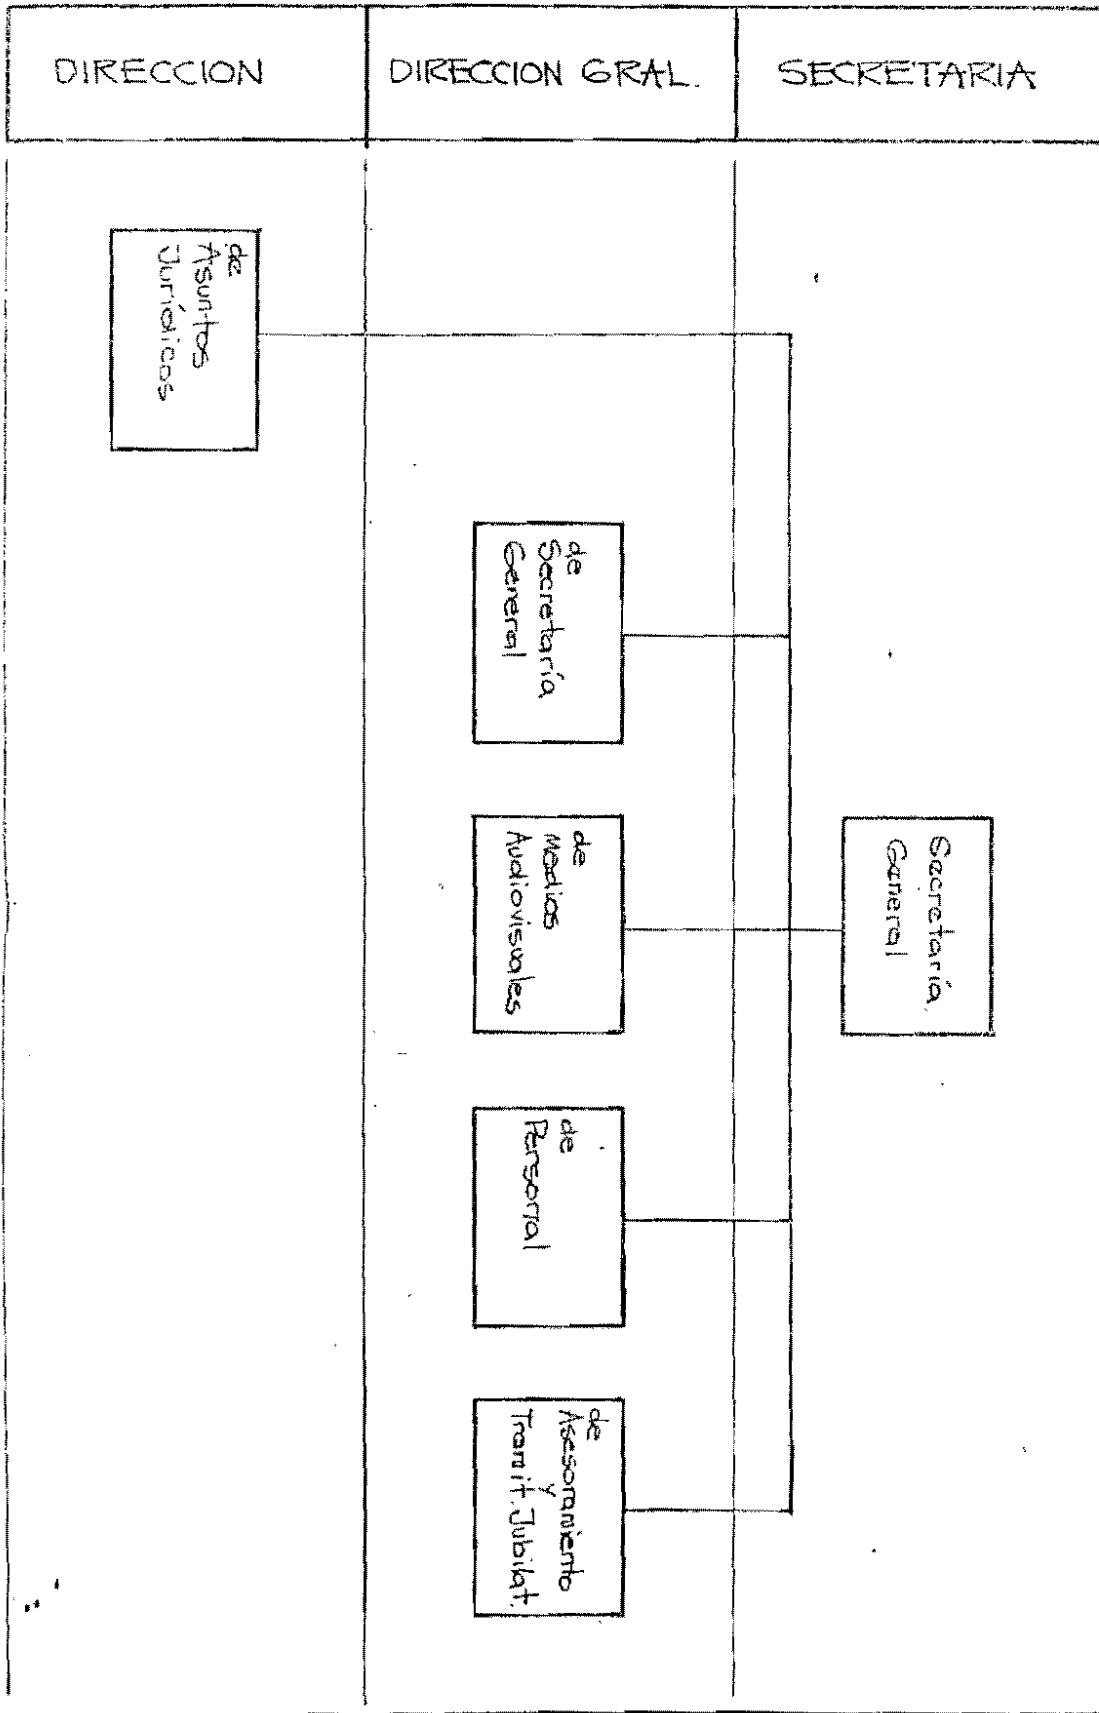 DIRECCION
DIRECCION GRAL.
SECRETARIA
de
Asuntos
Jurídicos
de
Secretaría
General
de
Medios
Audiovisuales
Secretaría
General
de
Personal
de
Asesoramiento
y
Tramit. Jubilat.